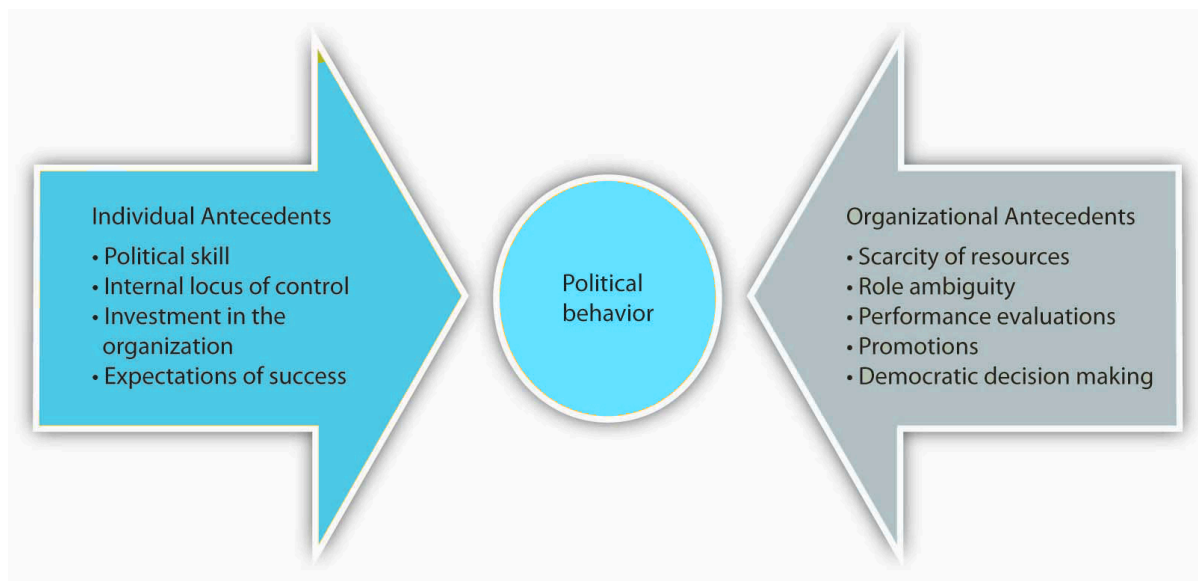 Individual Antecedents
• Political skill
• Internal locus of control
• Investment in the
organization
• Expectations of success
Political
behavior
Organizational Antecedents
• Scarcity of resources
• Role ambiguity
• Performance evaluations
• Promotions
• Democratic decision making